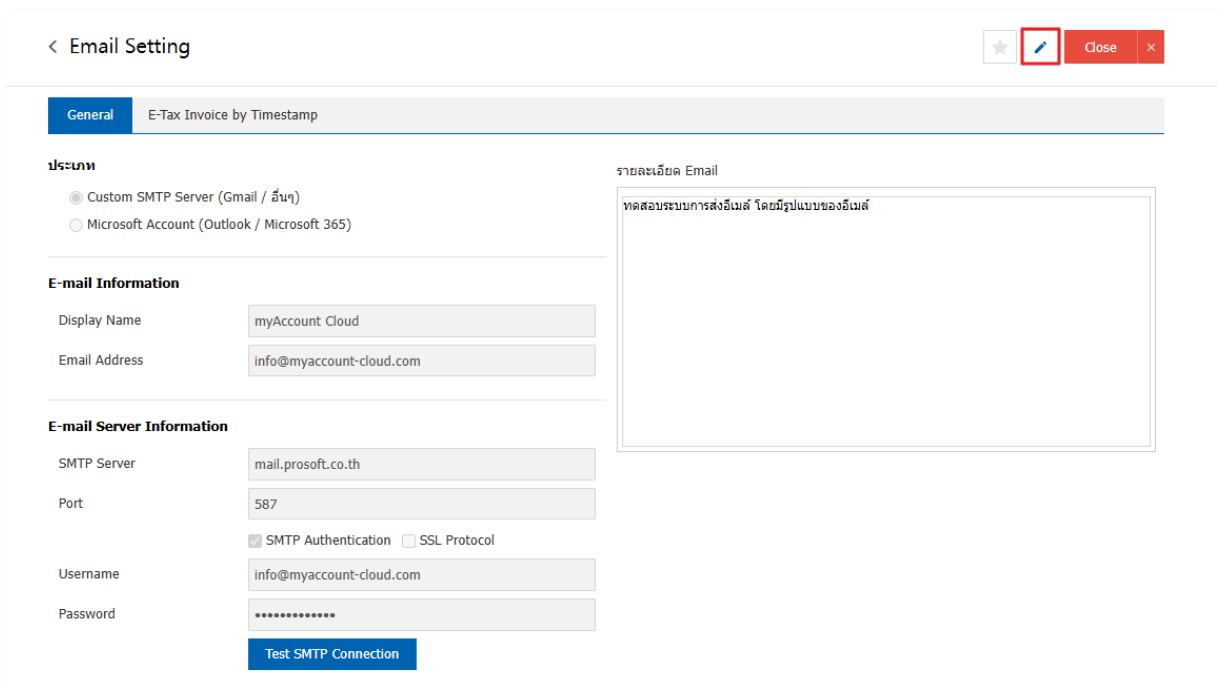 Email Setting
Close
General
E-Tax Invoice by Timestamp
ประเภท
Custom SMTP Server (Gmail / อื่นๆ)
Microsoft Account (Outlook / Microsoft 365)
E-mail Information
Display Name
myAccount Cloud
Email Address
info@myaccount-cloud.com
E-mail Server Information
SMTP Server
mail.prosoft.co.th
Port
587
SMTP Authentication
SSL Protocol
Username
info@myaccount-cloud.com
Password
•••••••••••••
Test SMTP Connection
รายละเอียด Email
ทดสอบระบบการส่งอีเมล์ โดยมีรูปแบบของอีเมล์